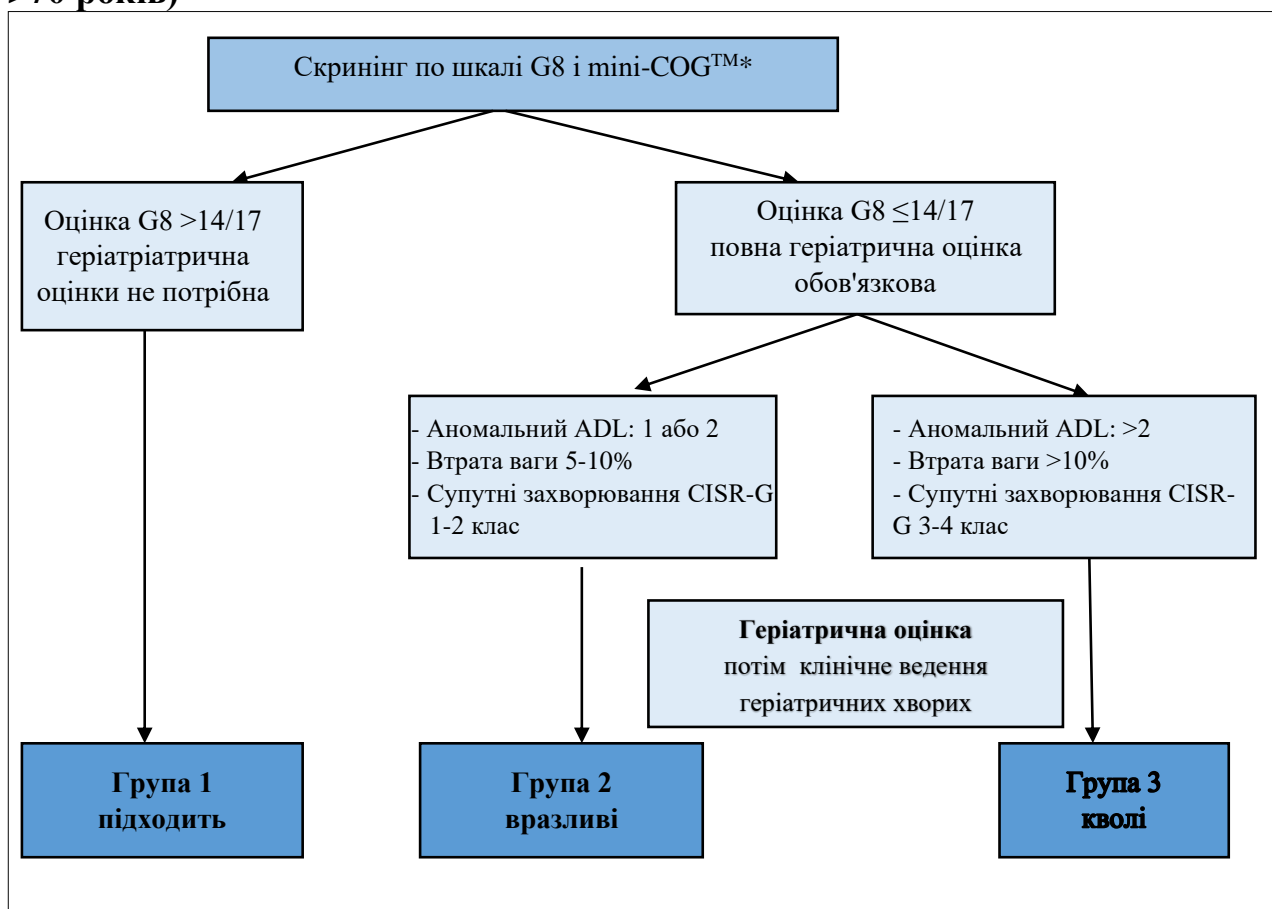 >70 років)
Скринінг по шкалі G8 і mini-COG™*
Оцінка G8 >14/17
геріатріатрична
оцінки не потрібна
Оцінка G8 ≤14/17
повна геріатрична оцінка
обов'язкова
- Аномальний ADL: 1 або 2
- Втрата ваги 5-10%
- Супутні захворювання CISR-G
1-2 клас
- Аномальний ADL: >2
- Втрата ваги >10%
- Супутні захворювання CISR-
G 3-4 клас
Геріатрична оцінка
потім клінічне ведення
геріатричних хворих
Група 1
підходить
Група 2
вразливі
Група 3
кволі